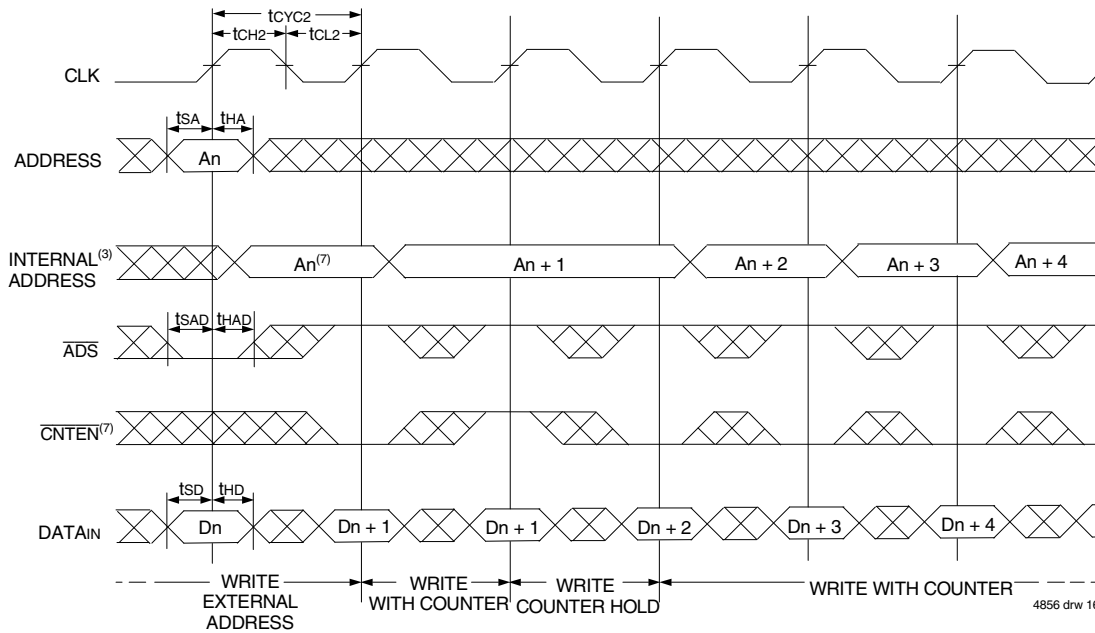 tCYC2
tCH2 tCL2
CLK
tSA tHA
ADDRESS An
INTERNAL(3)
ADDRESS
An(7) An + 1 An + 2 An + 3 An + 4
tSAD tHAD
ADS
CNTEN(7)
tSD tHD
DATAIN Dn Dn + 1 Dn + 1 Dn + 2 Dn + 3 Dn + 4
WRITE
EXTERNAL
ADDRESS
WRITE
WITH COUNTER
WRITE
COUNTER HOLD
WRITE WITH COUNTER
4856 drw 16